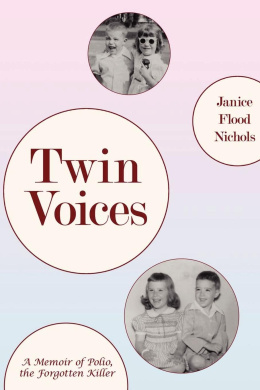 Janice
Flood
Nichols
Twin
Voices
A Memoir of Polio,
the Forgotten Killer